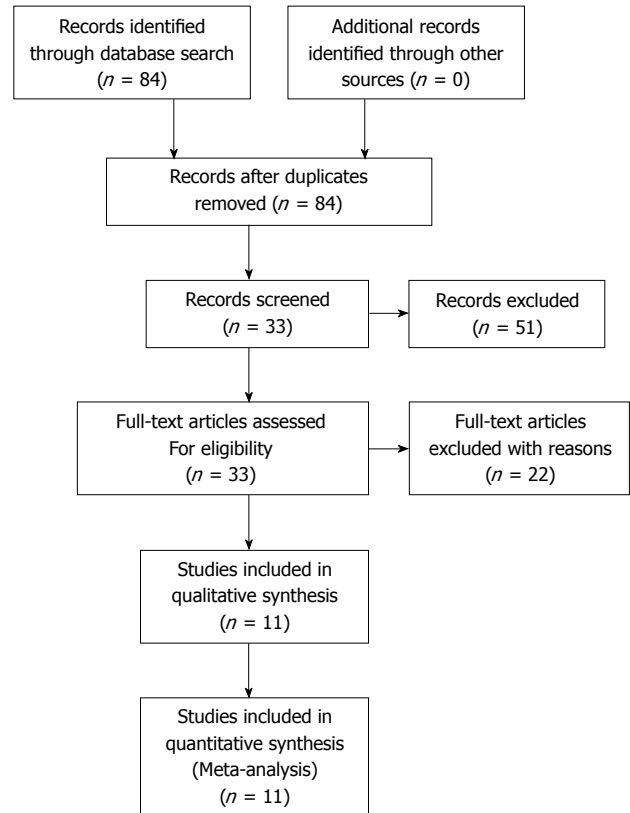 Records identified
through database search
(n = 84)
Additional records
identified through other
sources (n = 0)
Records after duplicates
removed (n = 84)
Records screened
(n = 33)
Records excluded
(n = 51)
Full-text articles assessed
For eligibility
(n = 33)
Full-text articles
excluded with reasons
(n = 22)
Studies included in
qualitative synthesis
(n = 11)
Studies included in
quantitative synthesis
(Meta-analysis)
(n = 11)